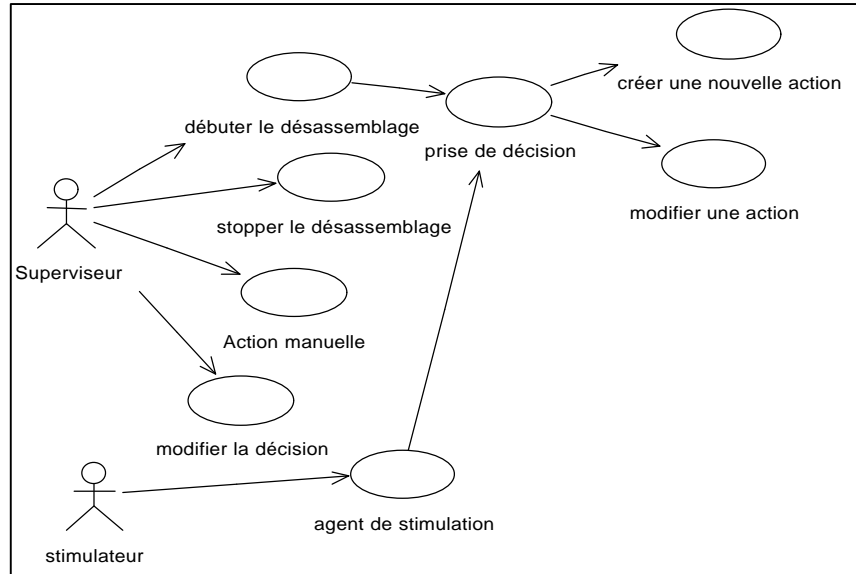 créer une nouvelle action
débuter le désassemblage
prise de décision
modifier une action
stopper le désassemblage
Superviseur
Action manuelle
modifier la décision
agent de stimulation
stimulateur